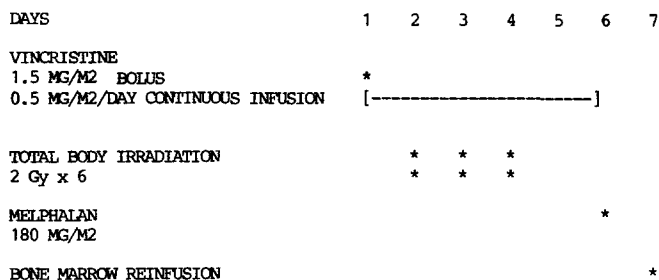 DAYS 1 2 3 4 5 6 7
VINCRISTINE
1.5 MG/M2 BOLUS *
0.5 MG/M2/DAY CONTINUOUS INFUSION [-----------------------]
TOTAL BODY IRRADIATION * * *
2 Gy x 6 * * *
MELPHALAN *
180 MG/M2
BONE MARROW REINFUSION *